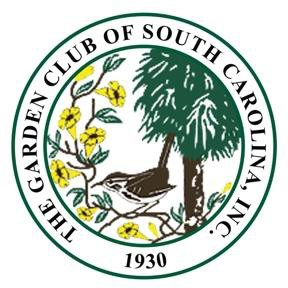 THE GARDEN CLUB OF SOUTH CAROLINA, INC.
1930